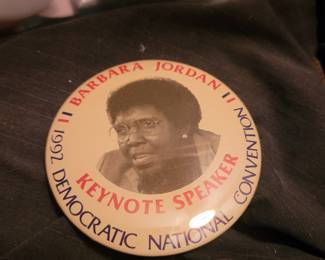 BARBARA JORDAN
KEYNOTE SPEAKER
1992 DEMOCRATIC NATIONAL CONVENTION